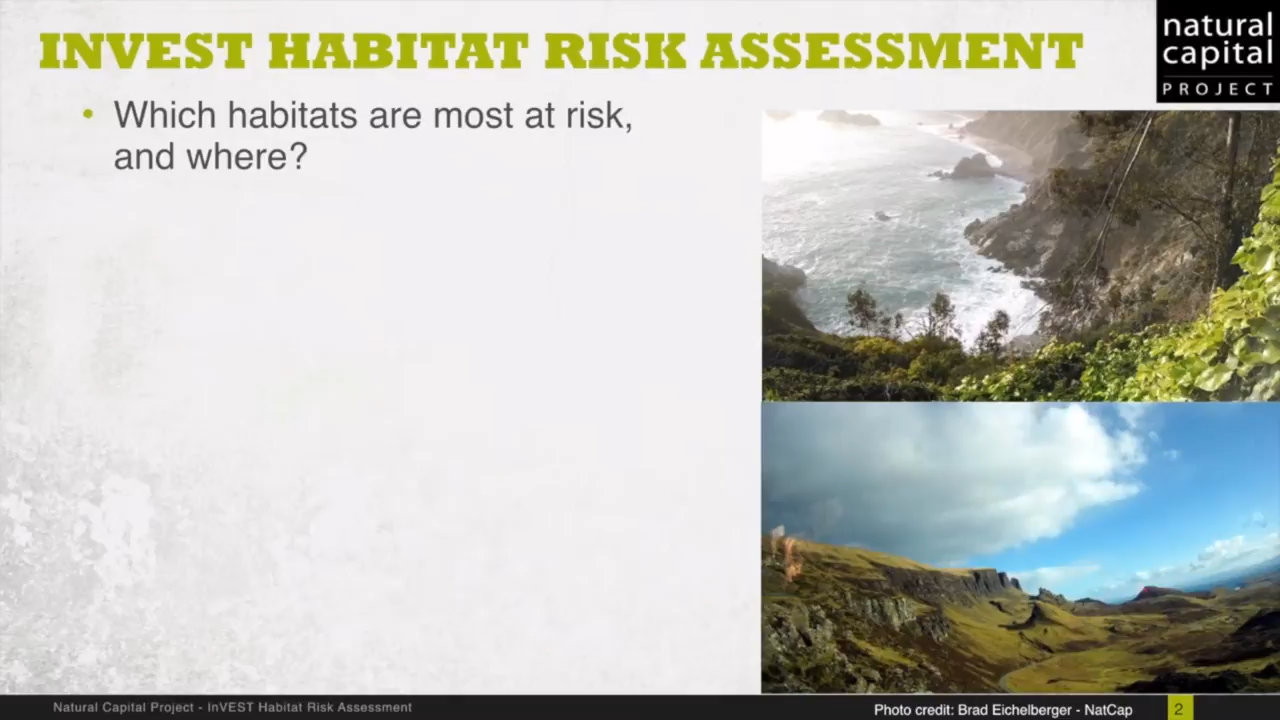 INVEST HABITAT RISK ASSESSMENT
natural
capital
PROJECT
• Which habitats are most at risk,
and where?
Natural Capital Project - InVEST Habitat Risk Assessment
Photo credit: Brad Eichelberger - NatCap
2